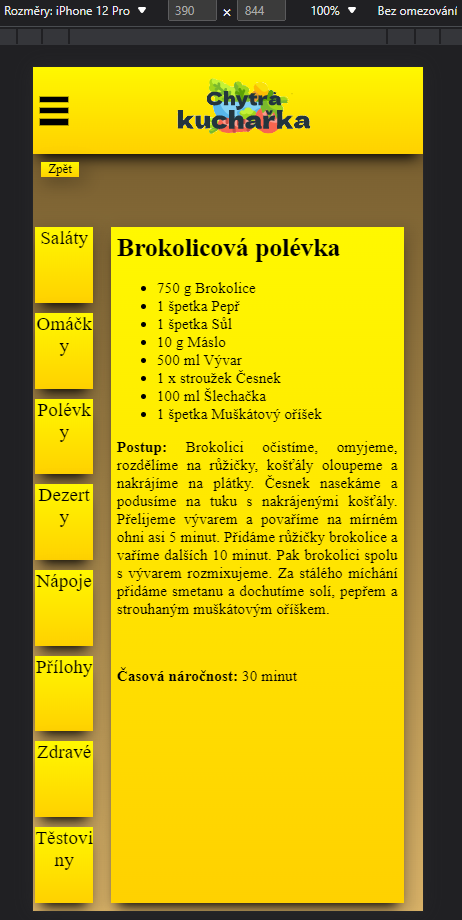 Rozměry: iPhone 12 Pro ▼ 390 × 844 100% ▼ Bez omezování
Chytrá
kuchařka
Zpět
Saláty
Omáčk
y
Polévk
y
Dezert
y
Nápoje
Přílohy
Zdravé
Těstovi
ny
Brokolicová polévka
• 750 g Brokolice
• 1 špetka Pepř
• 1 špetka Sůl
• 10 g Máslo
• 500 ml Vývar
• 1 x stroužek Česnek
• 100 ml Šlechačka
• 1 špetka Muškátový oříšek
Postup: Brokolici očistíme, omyjeme,
rozdělíme na růžičky, košťály oloupeme a
nakrájíme na plátky. Česnek nasekáme a
podusíme na tuku s nakrájenými košťály.
Přelijeme vývarem a povaříme na mírném
ohni asi 5 minut. Přidáme růžičky brokolice a
vaříme dalších 10 minut. Pak brokolici spolu
s vývarem rozmixujeme. Za stálého míchání
přidáme smetanu a dochutíme solí, pepřem a
strouhaným muškátovým oříškem.
Časová náročnost: 30 minut